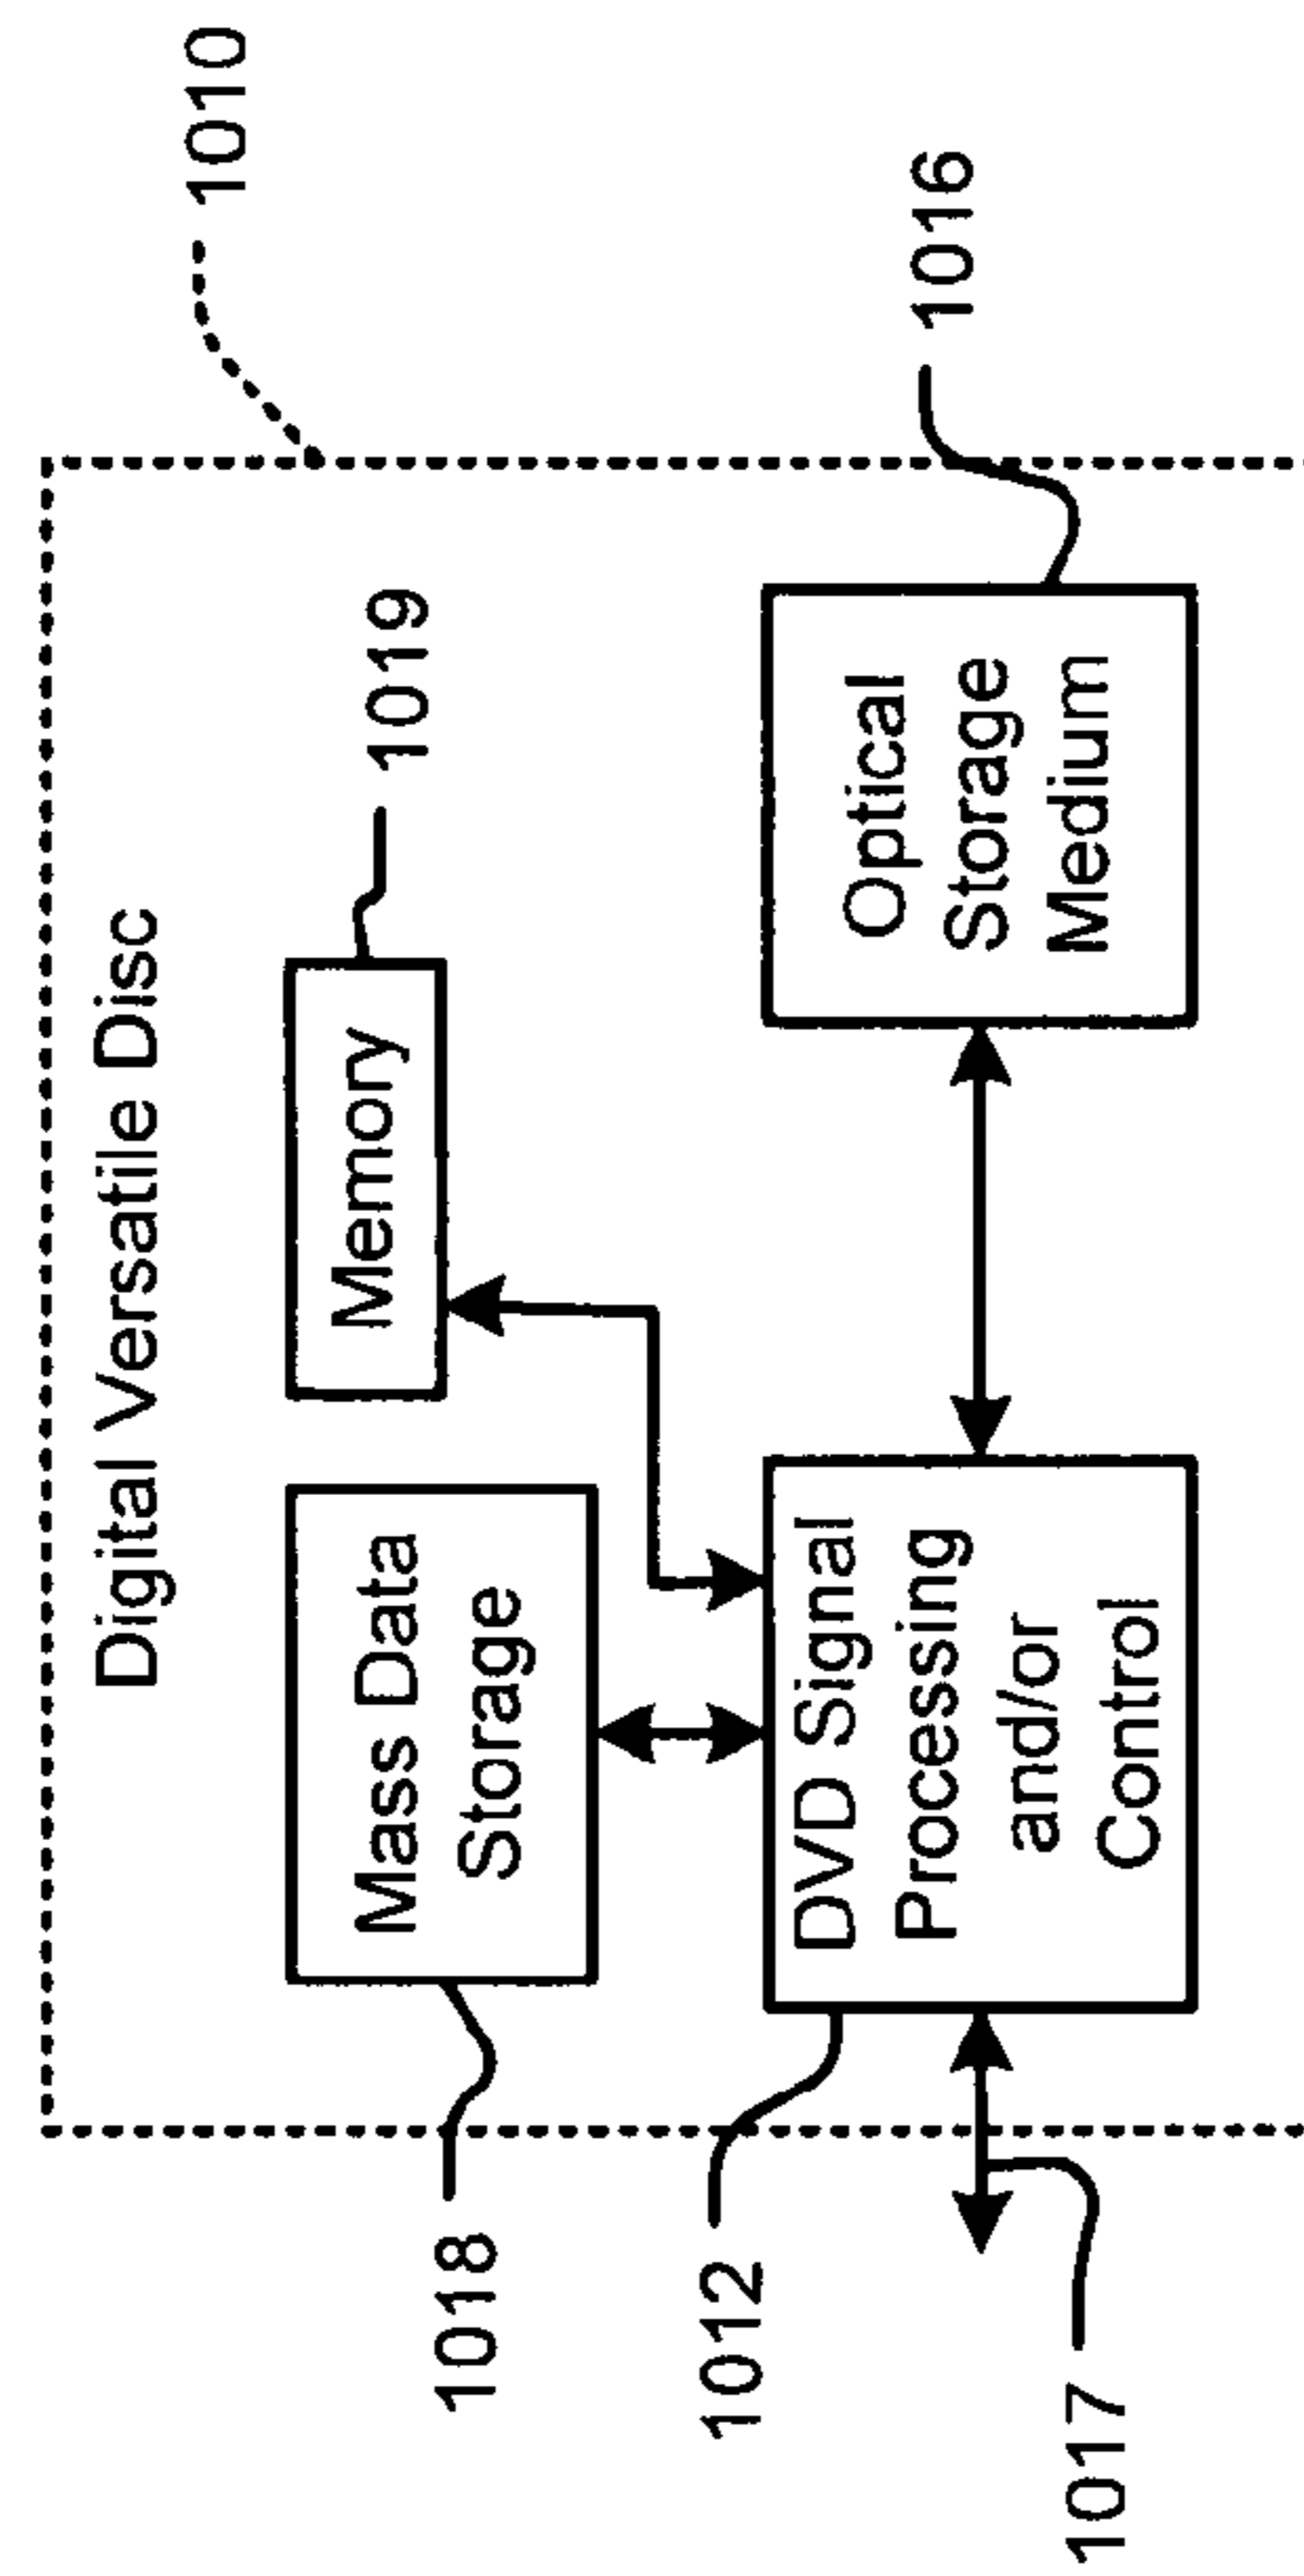 Digital Versatile Disc
1010
1018
Mass Data
Storage
Memory
1019
1012
DVD Signal
Processing
and/or
Control
Optical
Storage
Medium
1016
1017